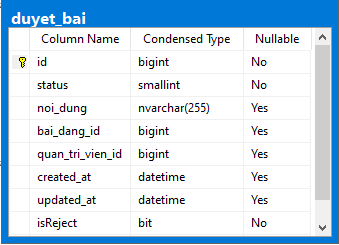 duyet_bai
Column Name Condensed Type Nullable
id bigint No
status smallint No
noi_dung nvarchar(255) Yes
bai_dang_id bigint Yes
quan_tri_vien_id bigint Yes
created_at datetime Yes
updated_at datetime Yes
isReject bit No